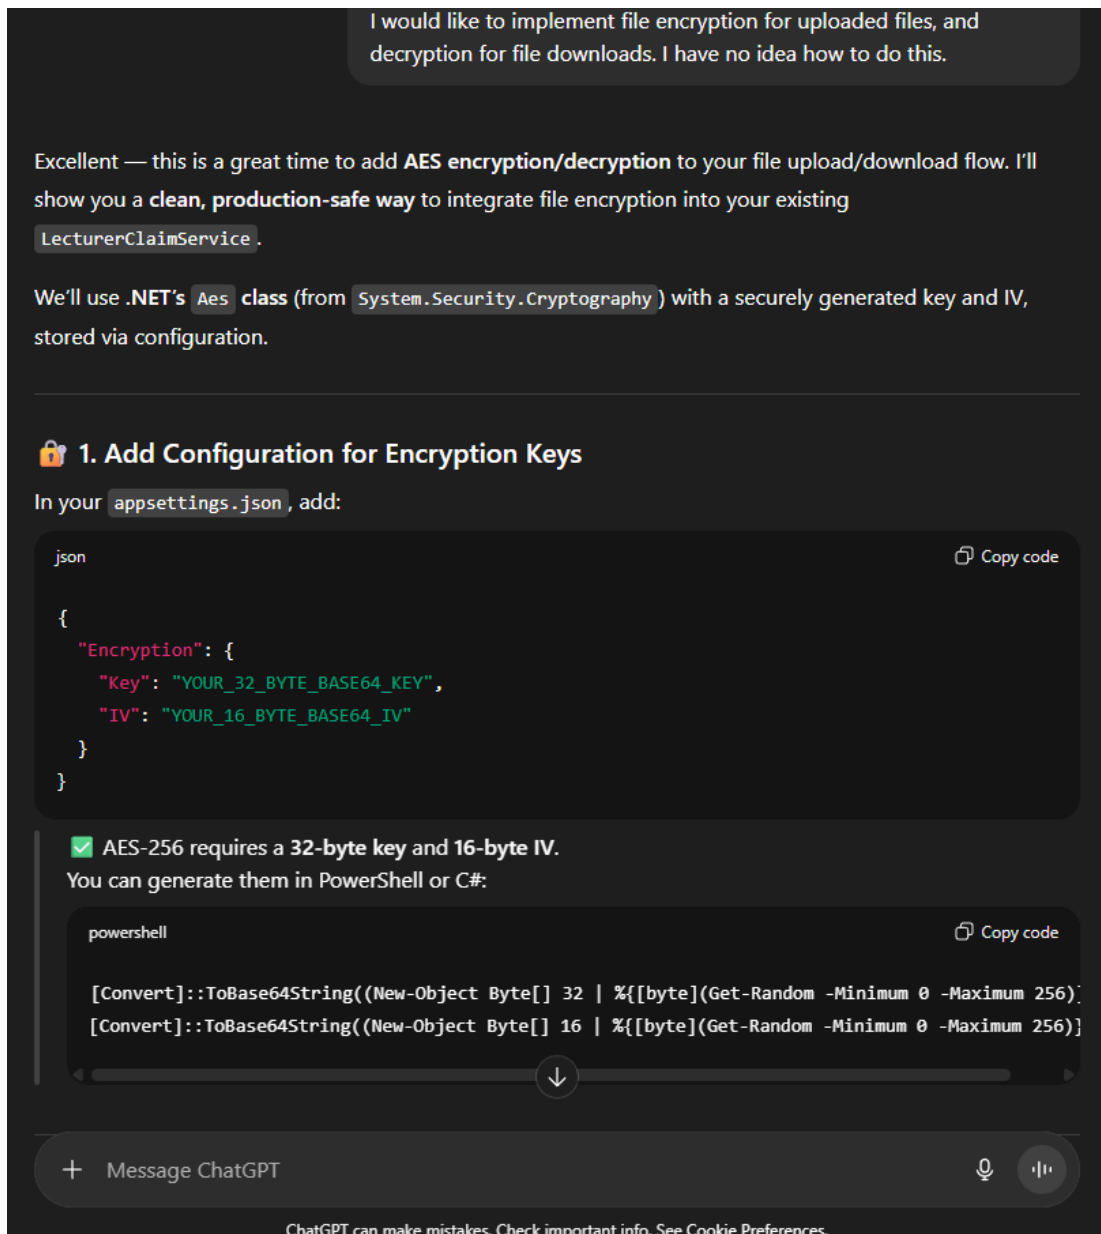 I would like to implement file encryption for uploaded files, and
decryption for file downloads. I have no idea how to do this.
Excellent — this is a great time to add AES encryption/decryption to your file upload/download flow. I'll
show you a clean, production-safe way to integrate file encryption into your existing
LecturerClaimService.
We'll use .NET's Aes class (from System.Security.Cryptography) with a securely generated key and IV,
stored via configuration.
🔐 1. Add Configuration for Encryption Keys
In your appsettings.json, add:
json
Copy code
{
"Encryption": {
"Key": "YOUR_32_BYTE_BASE64_KEY",
"IV": "YOUR_16_BYTE_BASE64_IV"
}
}
✅ AES-256 requires a 32-byte key and 16-byte IV.
You can generate them in PowerShell or C#:
powershell
Copy code
[Convert]::ToBase64String((New-Object Byte[] 32 | %{[byte](Get-Random -Minimum 0 -Maximum 256)}
[Convert]::ToBase64String((New-Object Byte[] 16 | %{[byte](Get-Random -Minimum 0 -Maximum 256)}
Message ChatGPT
ChatGPT can make mistakes. Check important info. See Cookie Preferences.